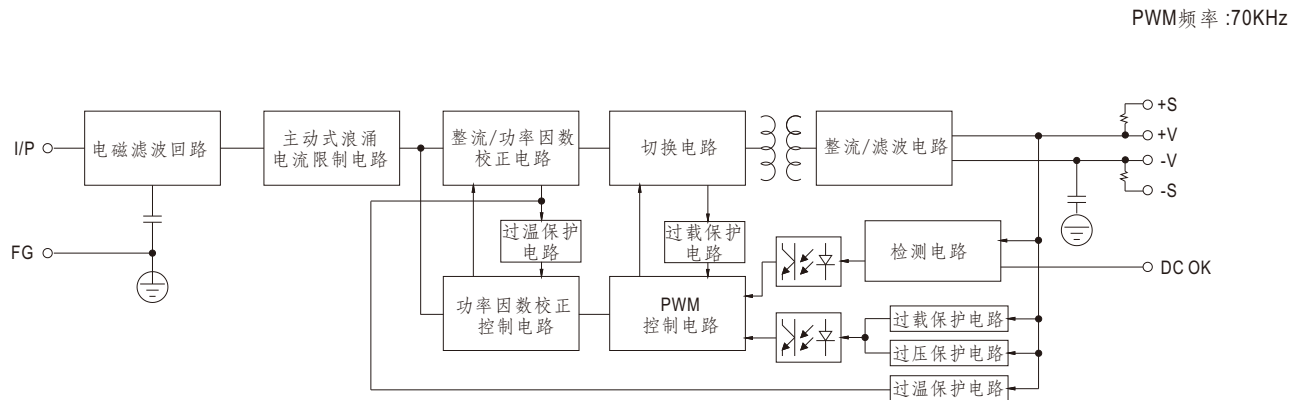 PWM频率 :70KHz
I/P
电磁滤波回路
主动式浪涌
电流限制电路
整流/功率因数
校正电路
切换电路
整流/滤波电路
+S
+V
-V
-S
FG
过温保护
电路
过载保护
电路
检测电路
DC OK
功率因数校正
控制电路
PWM
控制电路
过载保护电路
过压保护电路
过温保护电路